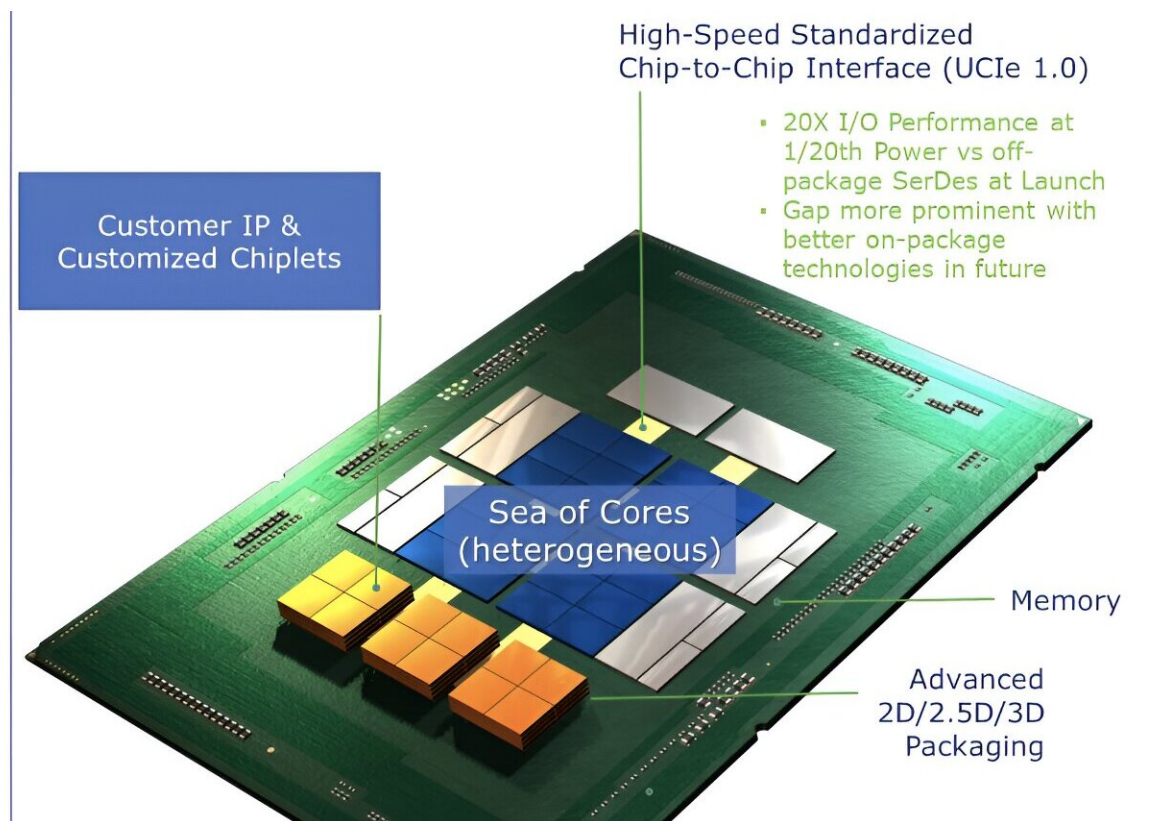 High-Speed Standardized
Chip-to-Chip Interface (UCIe 1.0)
▪ 20X I/O Performance at
1/20th Power vs off-
package SerDes at Launch
▪ Gap more prominent with
better on-package
technologies in future
Customer IP &
Customized Chiplets
Sea of Cores
(heterogeneous)
Memory
Advanced
2D/2.5D/3D
Packaging